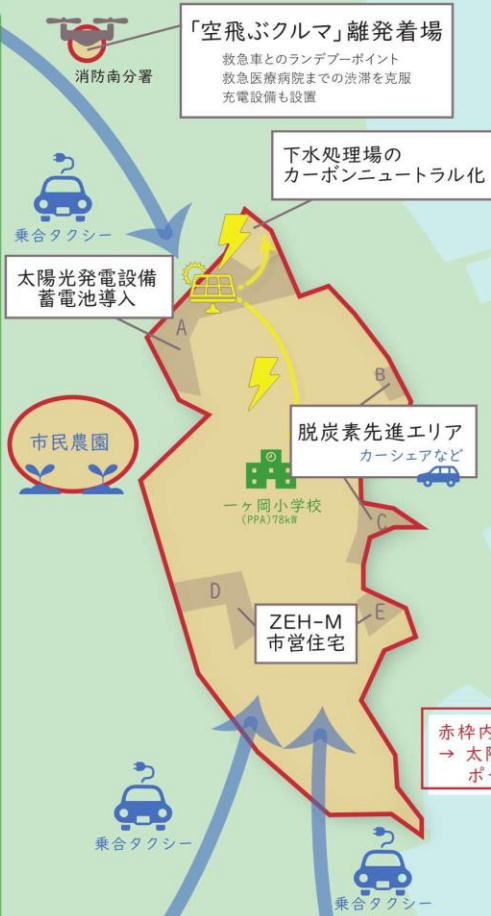 「空飛ぶクルマ」離発着場
救急車とのランデブーポイント
救急医療病院までの渋滞を克服
充電設備も設置
消防南分署
下水処理場の
カーボンニュートラル化
乗合タクシー
太陽光発電設備
蓄電池導入
A
B
市民農園
脱炭素先進エリア
カーシェアなど
一ヶ岡小学校
(PPA)78kW
C
D
E
ZEH-M
市営住宅
赤枠内
→ 太陽
ポー
乗合タクシー
乗合タクシー